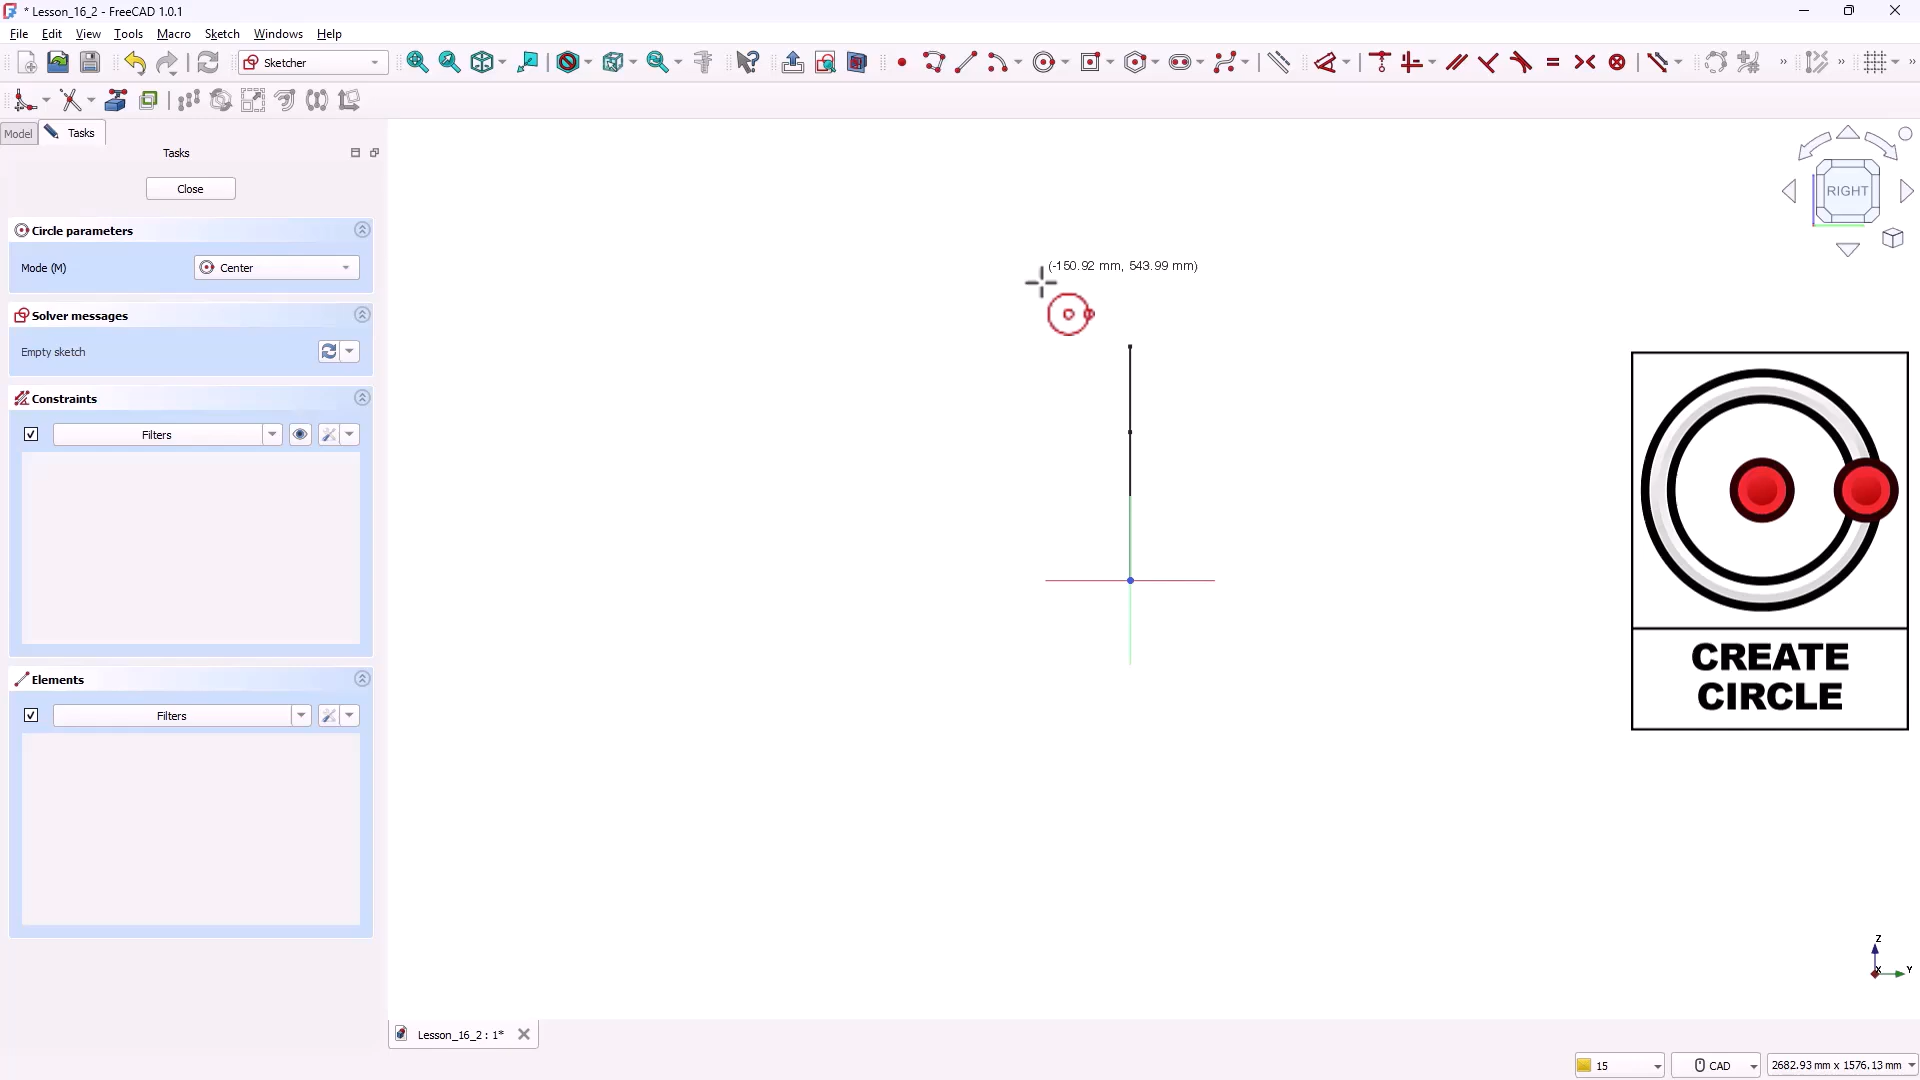 * Lesson_16_2 - FreeCAD 1.0.1
File Edit View Tools Macro Sketch Windows Help
Sketcher
Model Tasks
Tasks
Close
Circle parameters
Mode (M) Center
Solver messages
Empty sketch
Constraints
Filters
Elements
Filters
(-150.92 mm, 543.99 mm)
RIGHT
CREATE
CIRCLE
Z
X Y
Lesson_16_2 : 1*
15 CAD 2682.93 mm x 1576.13 mm